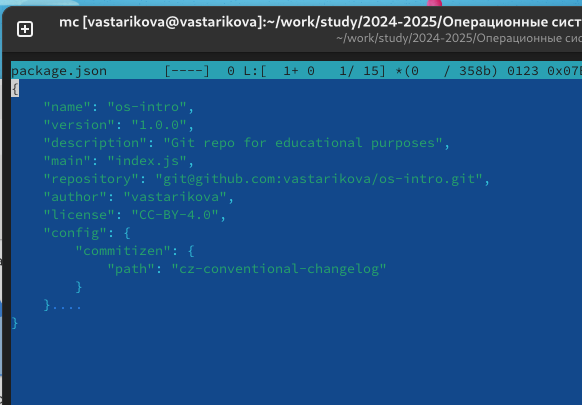 mc [vastarikova@vastarikova]:~/work/study/2024-2025/Операционные
~/work/study/2024-2025/Операционные
package.json [----] 0 L:[ 1+ 0 1/ 15] *(0 / 358b) 0123
{
"name": "os-intro",
"version": "1.0.0",
"description": "Git repo for educational purposes",
"main": "index.js",
"repository": "git@github.com:vastarikova/os-intro.git",
"author": "vastarikova",
"license": "CC-BY-4.0",
"config": {
"commitizen": {
"path": "cz-conventional-changelog"
}
}....
}